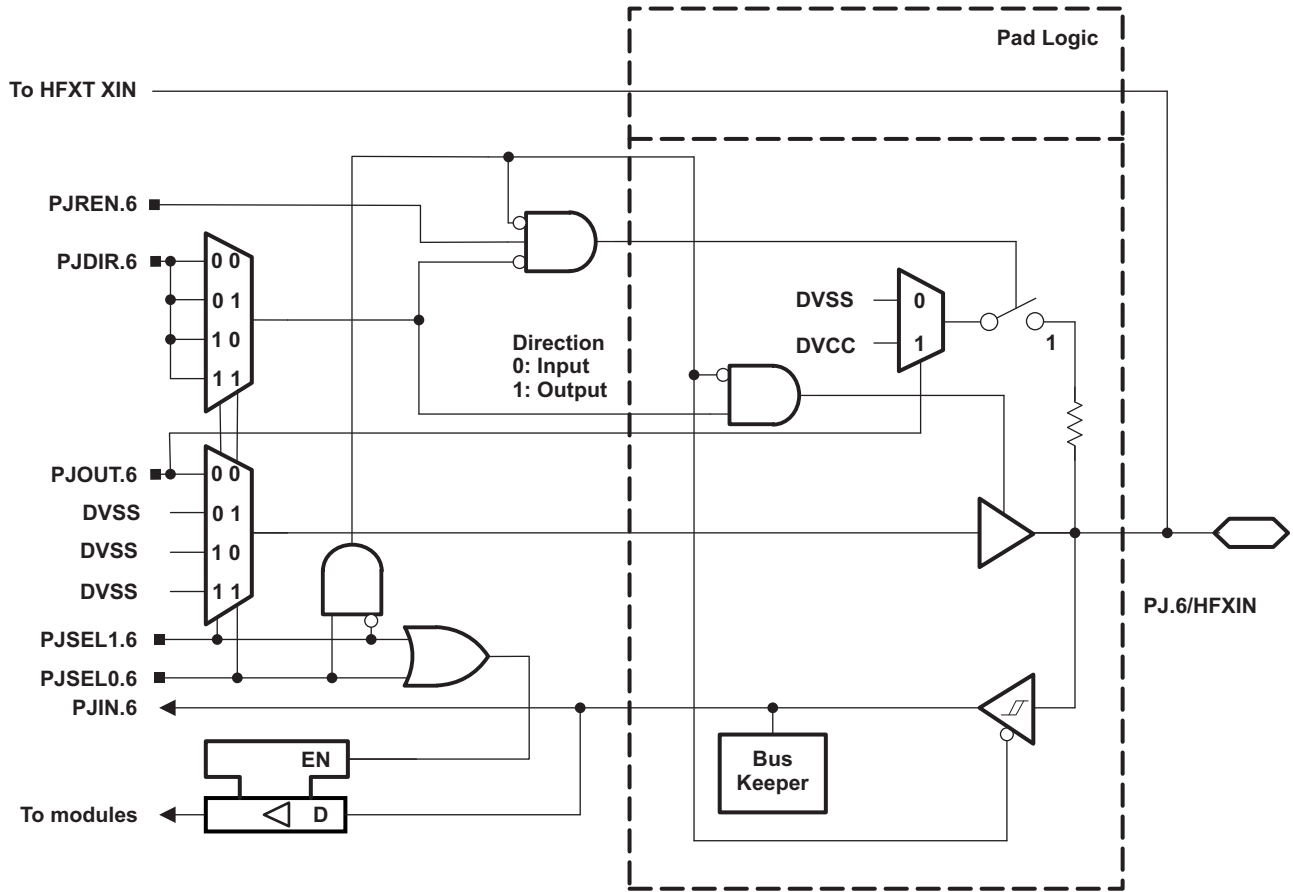 Pad Logic
To HFXT XIN
PJREN.6
PJDIR.6
0 0
0 1
1 0
1 1
DVSS
0
DVCC
1
1
Direction
0: Input
1: Output
PJOUT.6
0 0
DVSS
0 1
DVSS
1 0
DVSS
1 1
PJ.6/HFXIN
PJSEL1.6
PJSEL0.6
PJIN.6
EN
Bus
Keeper
To modules
D